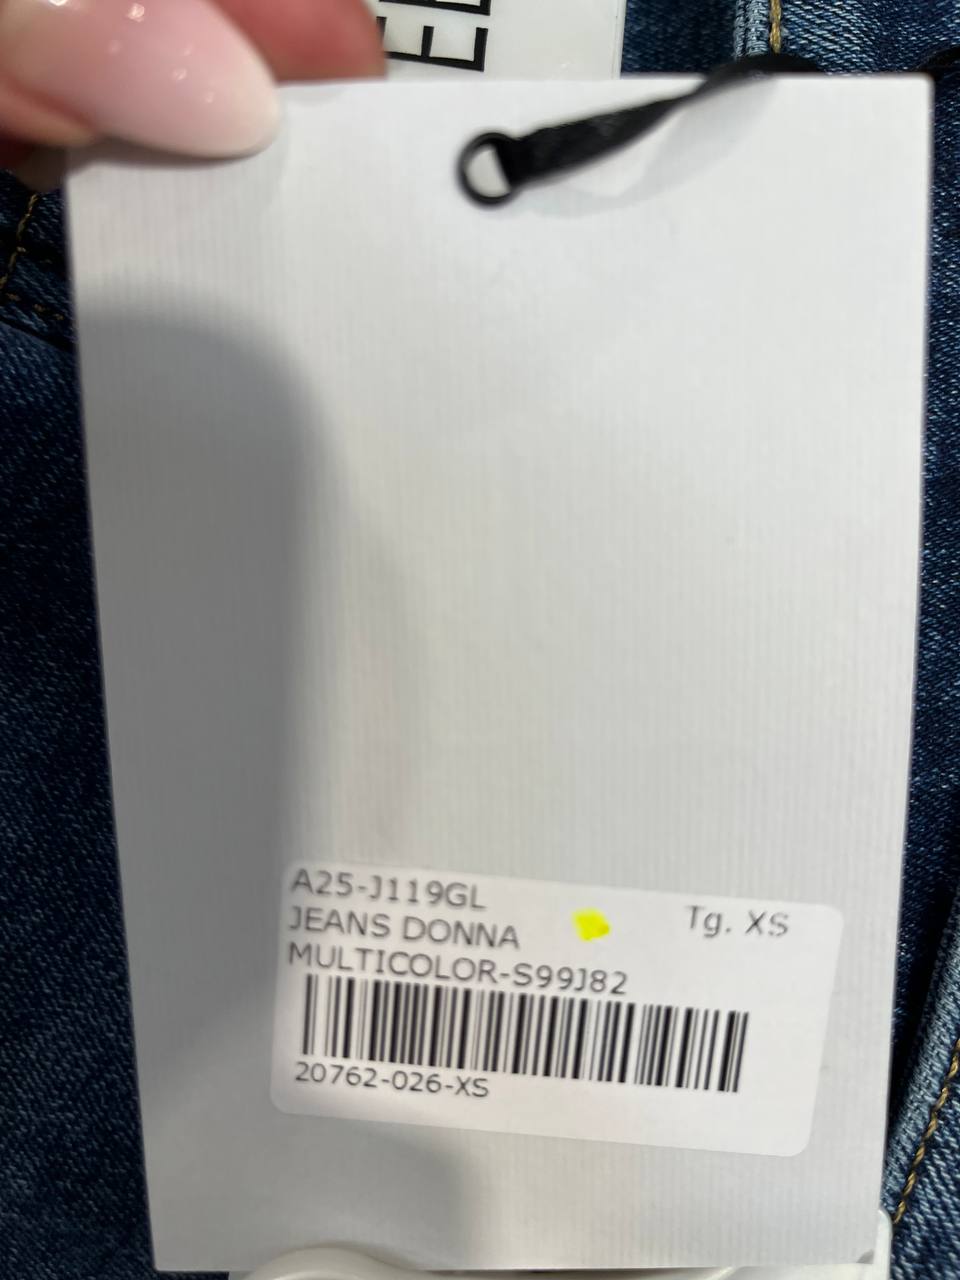 A25-J119GL
JEANS DONNA
Tg. XS
MULTICOLOR-S99J82
20762-026-XS